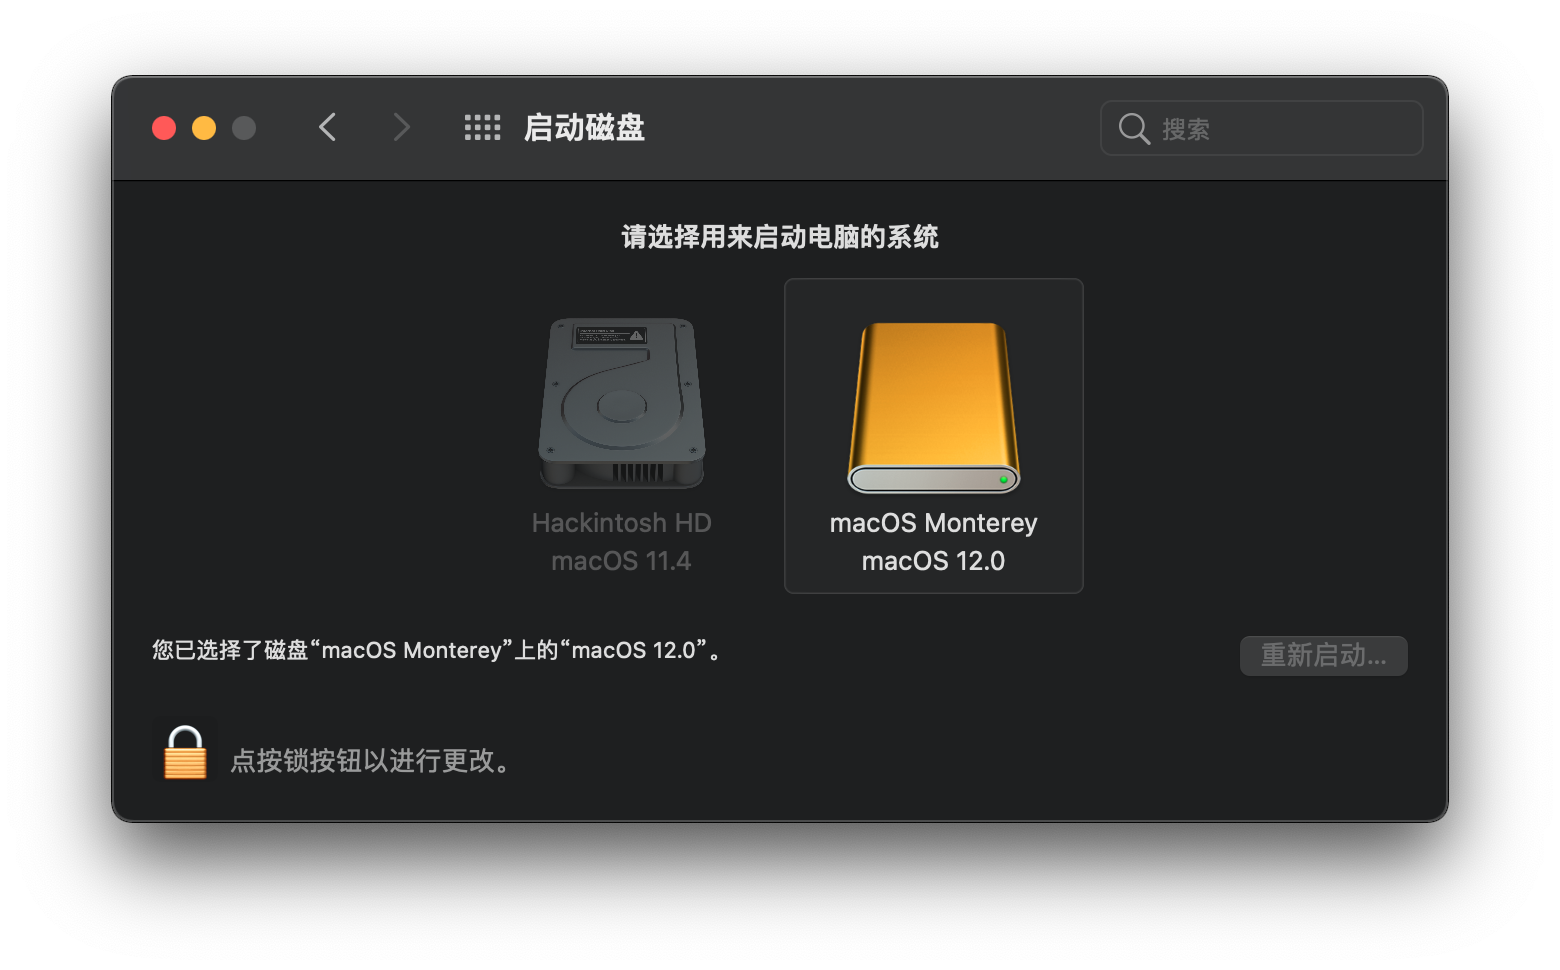 启动磁盘
搜索
请选择用来启动电脑的系统
Hackintosh HD
macOS 11.4
macOS Monterey
macOS 12.0
您已选择了磁盘“macOS Monterey”上的“macOS 12.0”。
重新启动...
点按锁按钮以进行更改。